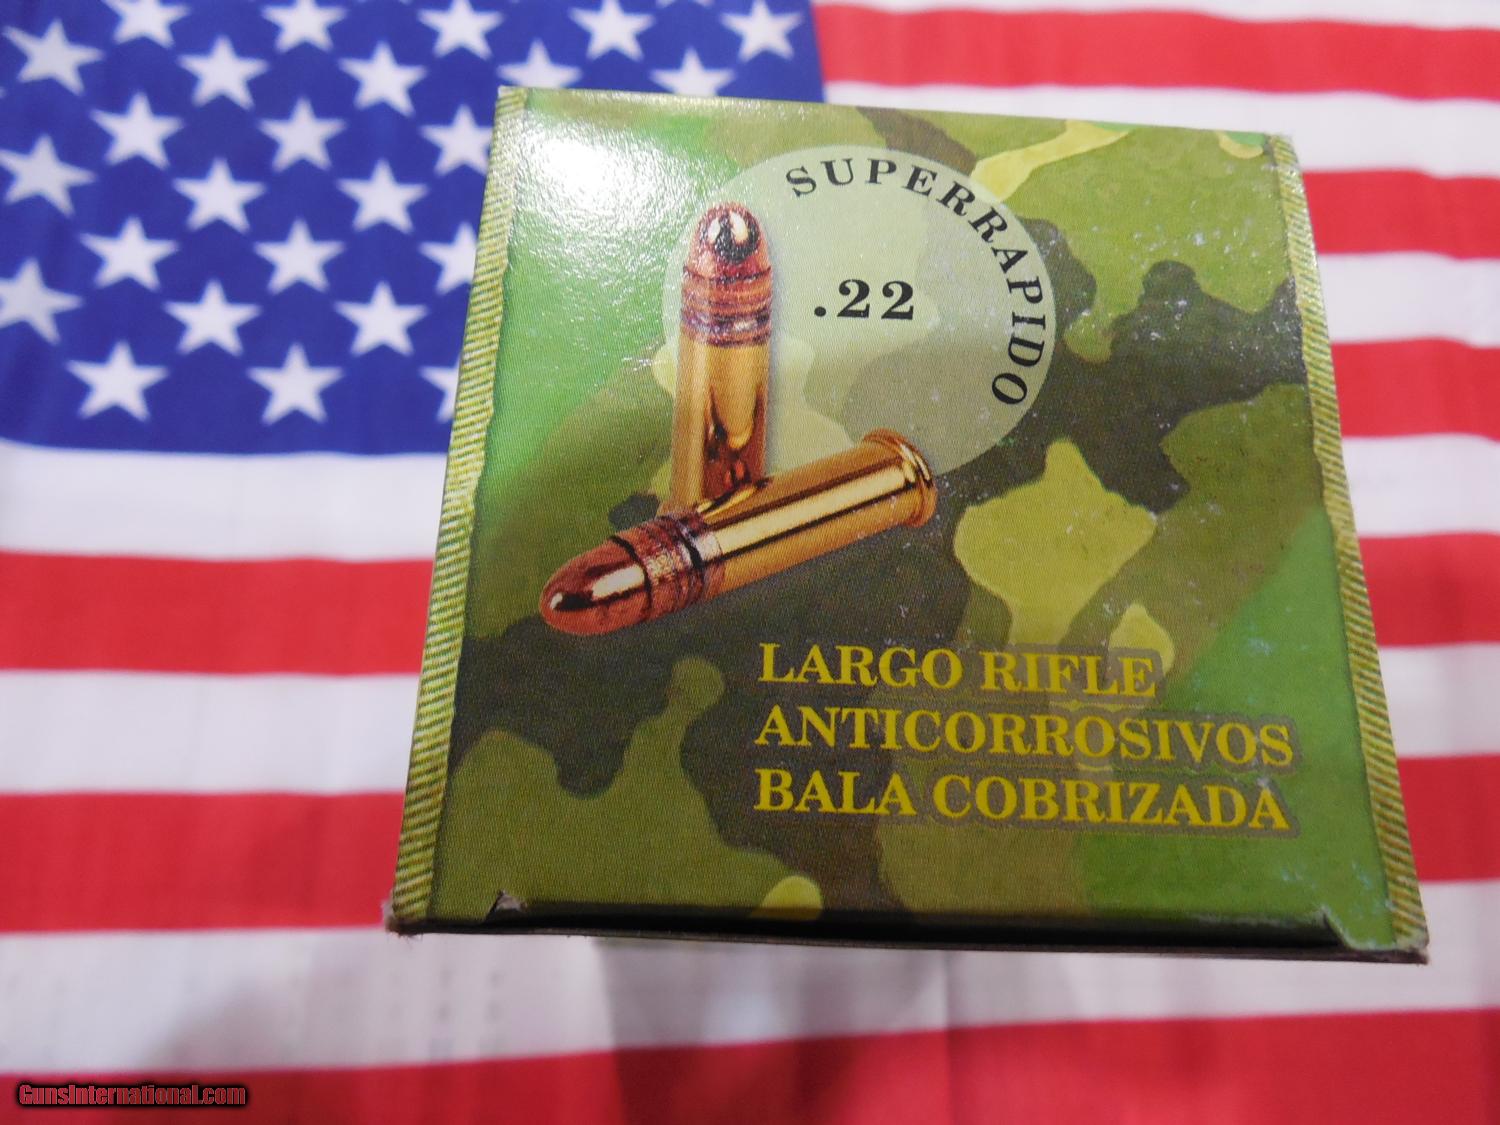 SUPERRAPIDO
.22
LARGO RIFLE
ANTICORROSIVOS
BALA COBRIZADA
GunsInternational.com